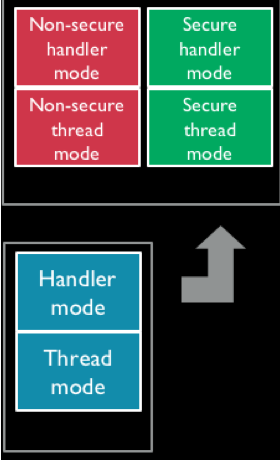 Non-secure
handler
mode
Secure
handler
mode
Non-secure
thread
mode
Secure
thread
mode
Handler
mode
Thread
mode